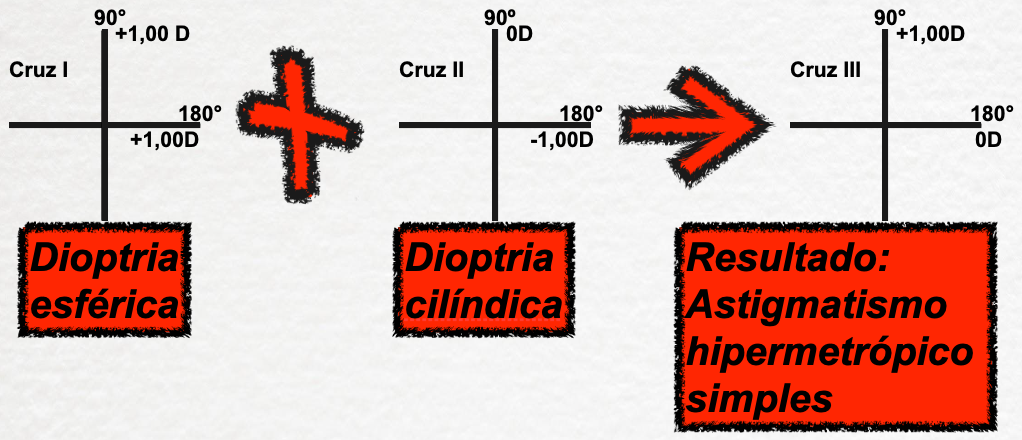 90°
+1,00 D
Cruz I
180°
+1,00D
90º
0D
Cruz II
180°
-1,00D
90°
+1,00D
Cruz III
180°
0D
Dioptria
esférica
Dioptria
cilíndica
Resultado:
Astigmatismo
hipermetrópico
simples